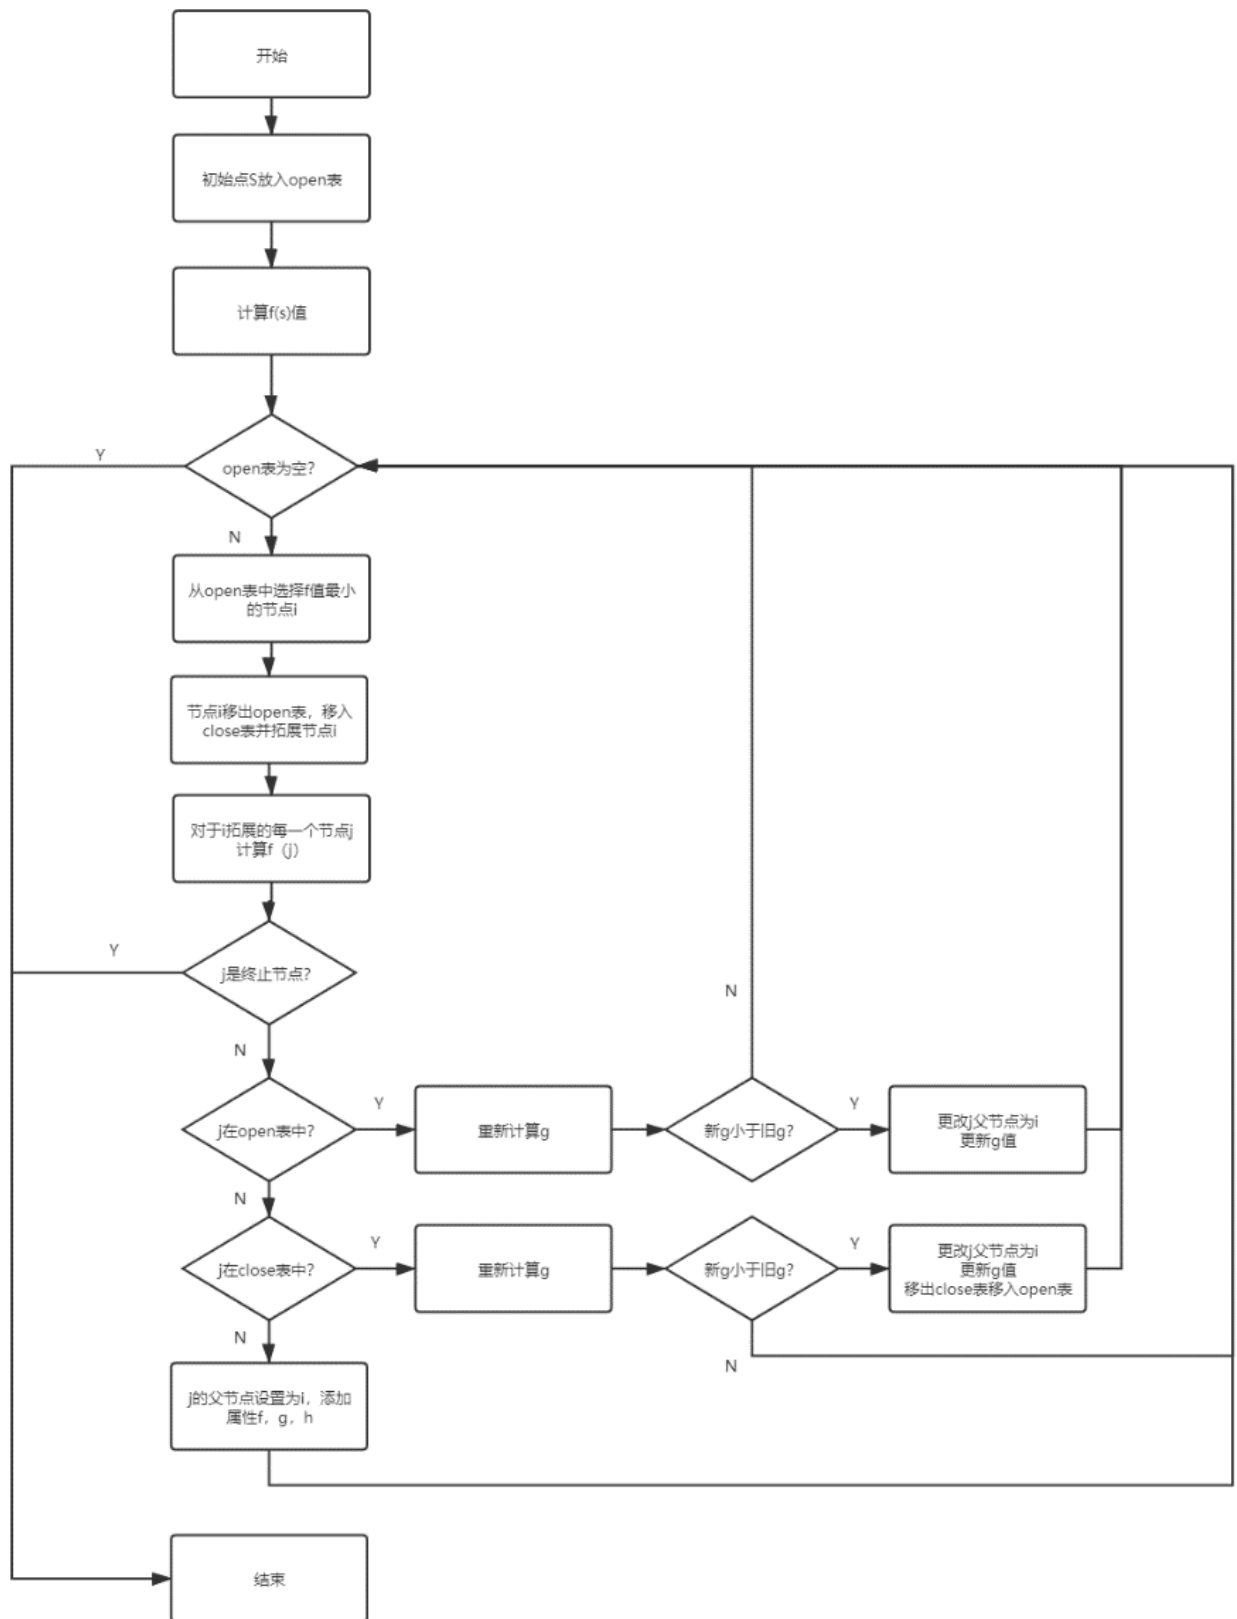 开始
初始点S放入open表
计算f(s)值
Y
open表为空?
N
从open表中选择f值最小
的节点i
节点i移出open表，移入
close表并拓展节点i
对于i拓展的每一个节点j
计算f（j）
Y
j是终止节点?
N
N
j在open表中?
Y
重新计算g
新g小于旧g?
Y
更改j父节点为i
更新g值
N
j在close表中?
Y
重新计算g
新g小于旧g?
Y
更改j父节点为i
更新g值
移出close表移入open表
N
N
j的父节点设置为i，添加
属性f，g，h
结束